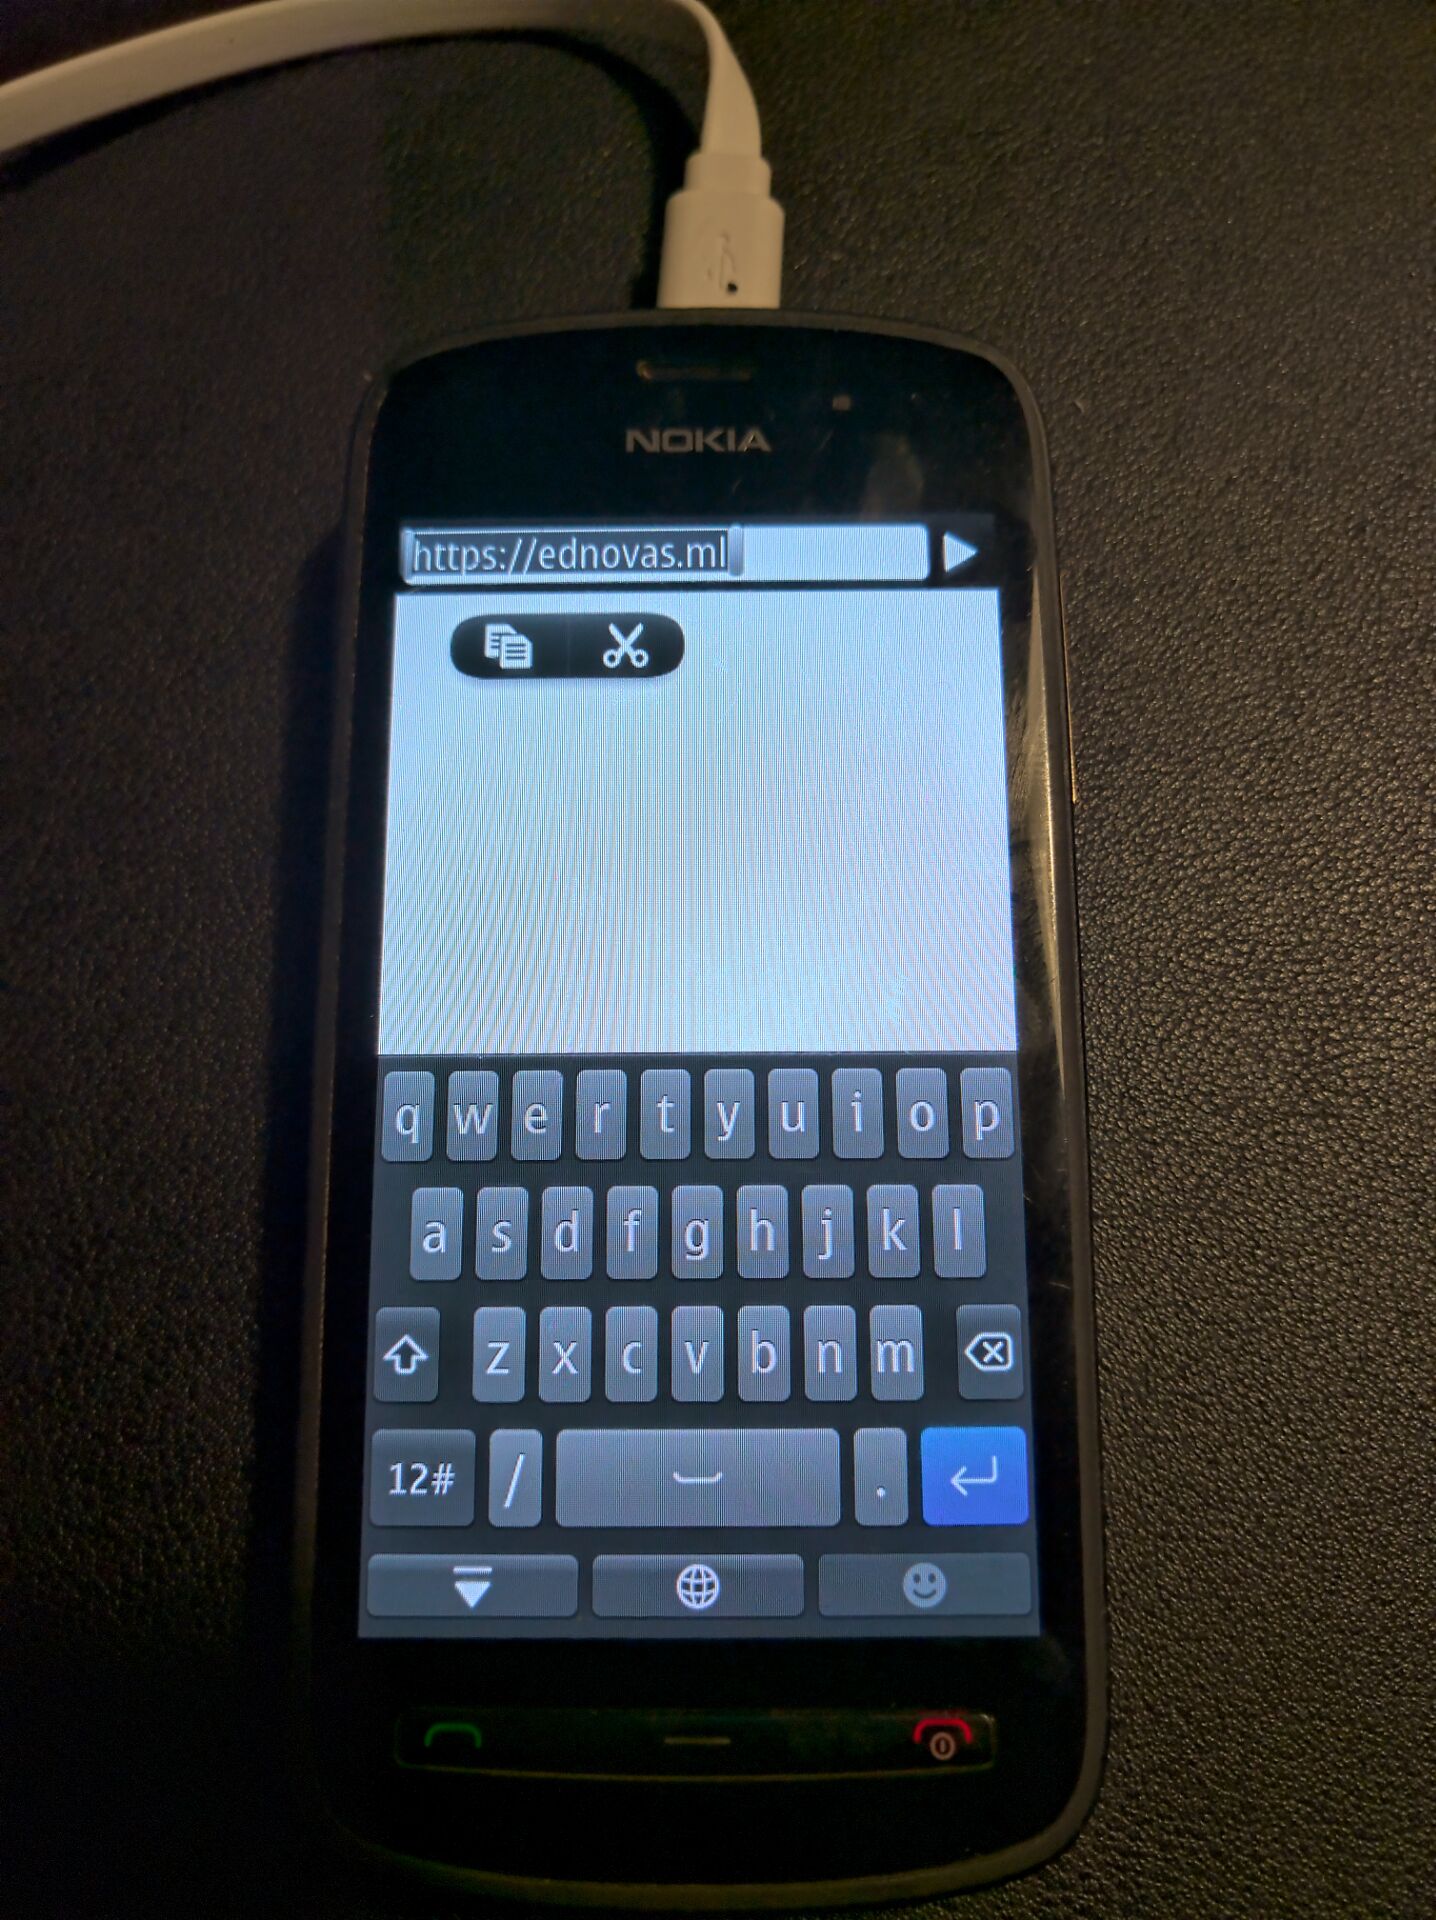 NOKIA
https://ednovas.ml
q w e r t y u i o p
a s d f g h j k l
z x c v b n m
12# / .